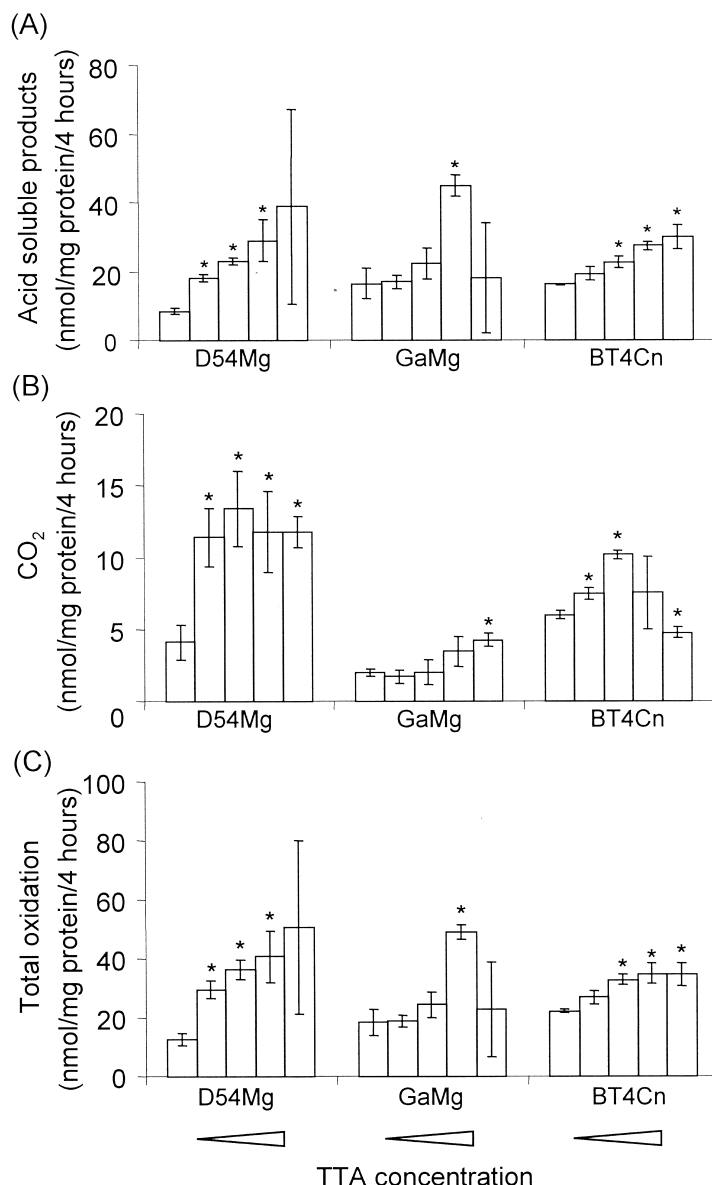 (A)
Acid soluble products
(nmol/mg protein/4 hours)
80
60
40
20
0
* * * * * * *
D54Mg GaMg BT4Cn
(B)
CO2
(nmol/mg protein/4 hours)
20
15
10
5
0
* * * * * * * *
D54Mg GaMg BT4Cn
(C)
Total oxidation
(nmol/mg protein/4 hours)
100
80
60
40
20
0
* * * * * * *
D54Mg GaMg BT4Cn
TTA concentration